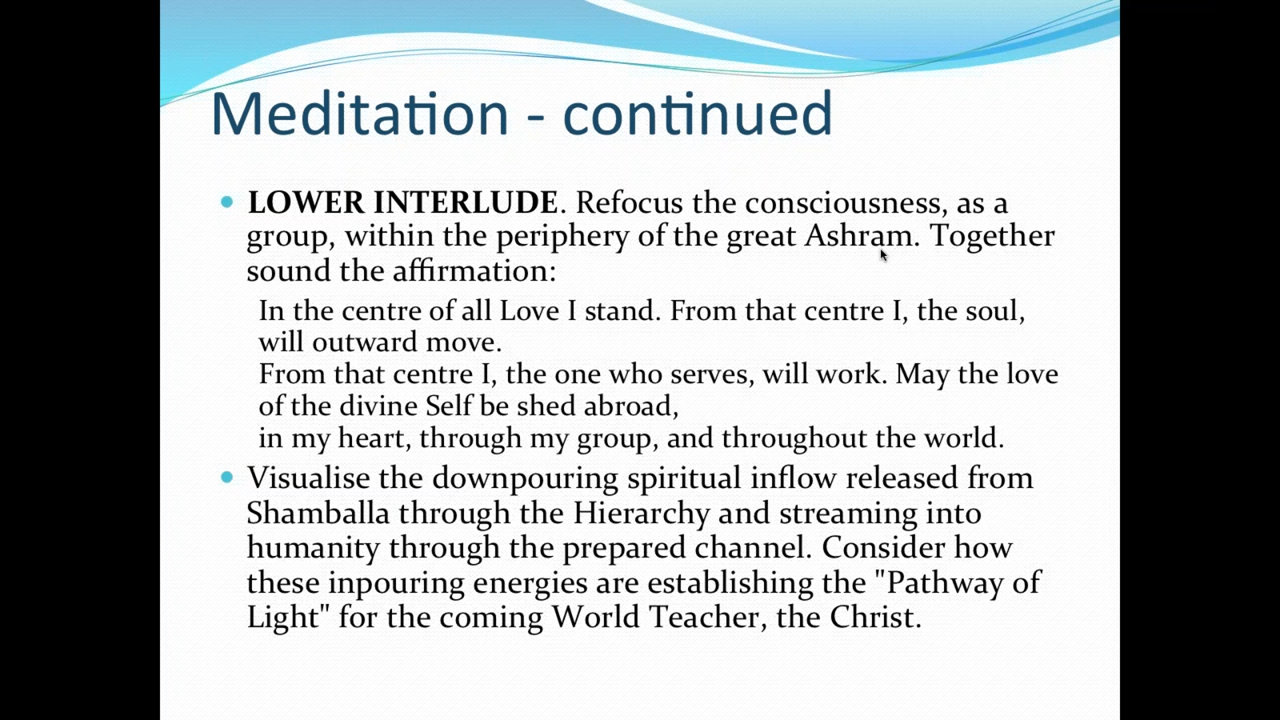 Meditation - continued
• LOWER INTERLUDE. Refocus the consciousness, as a
group, within the periphery of the great Ashram. Together
sound the affirmation:
In the centre of all Love I stand. From that centre I, the soul,
will outward move.
From that centre I, the one who serves, will work. May the love
of the divine Self be shed abroad,
in my heart, through my group, and throughout the world.
• Visualise the downpouring spiritual inflow released from
Shamballa through the Hierarchy and streaming into
humanity through the prepared channel. Consider how
these inpouring energies are establishing the "Pathway of
Light" for the coming World Teacher, the Christ.